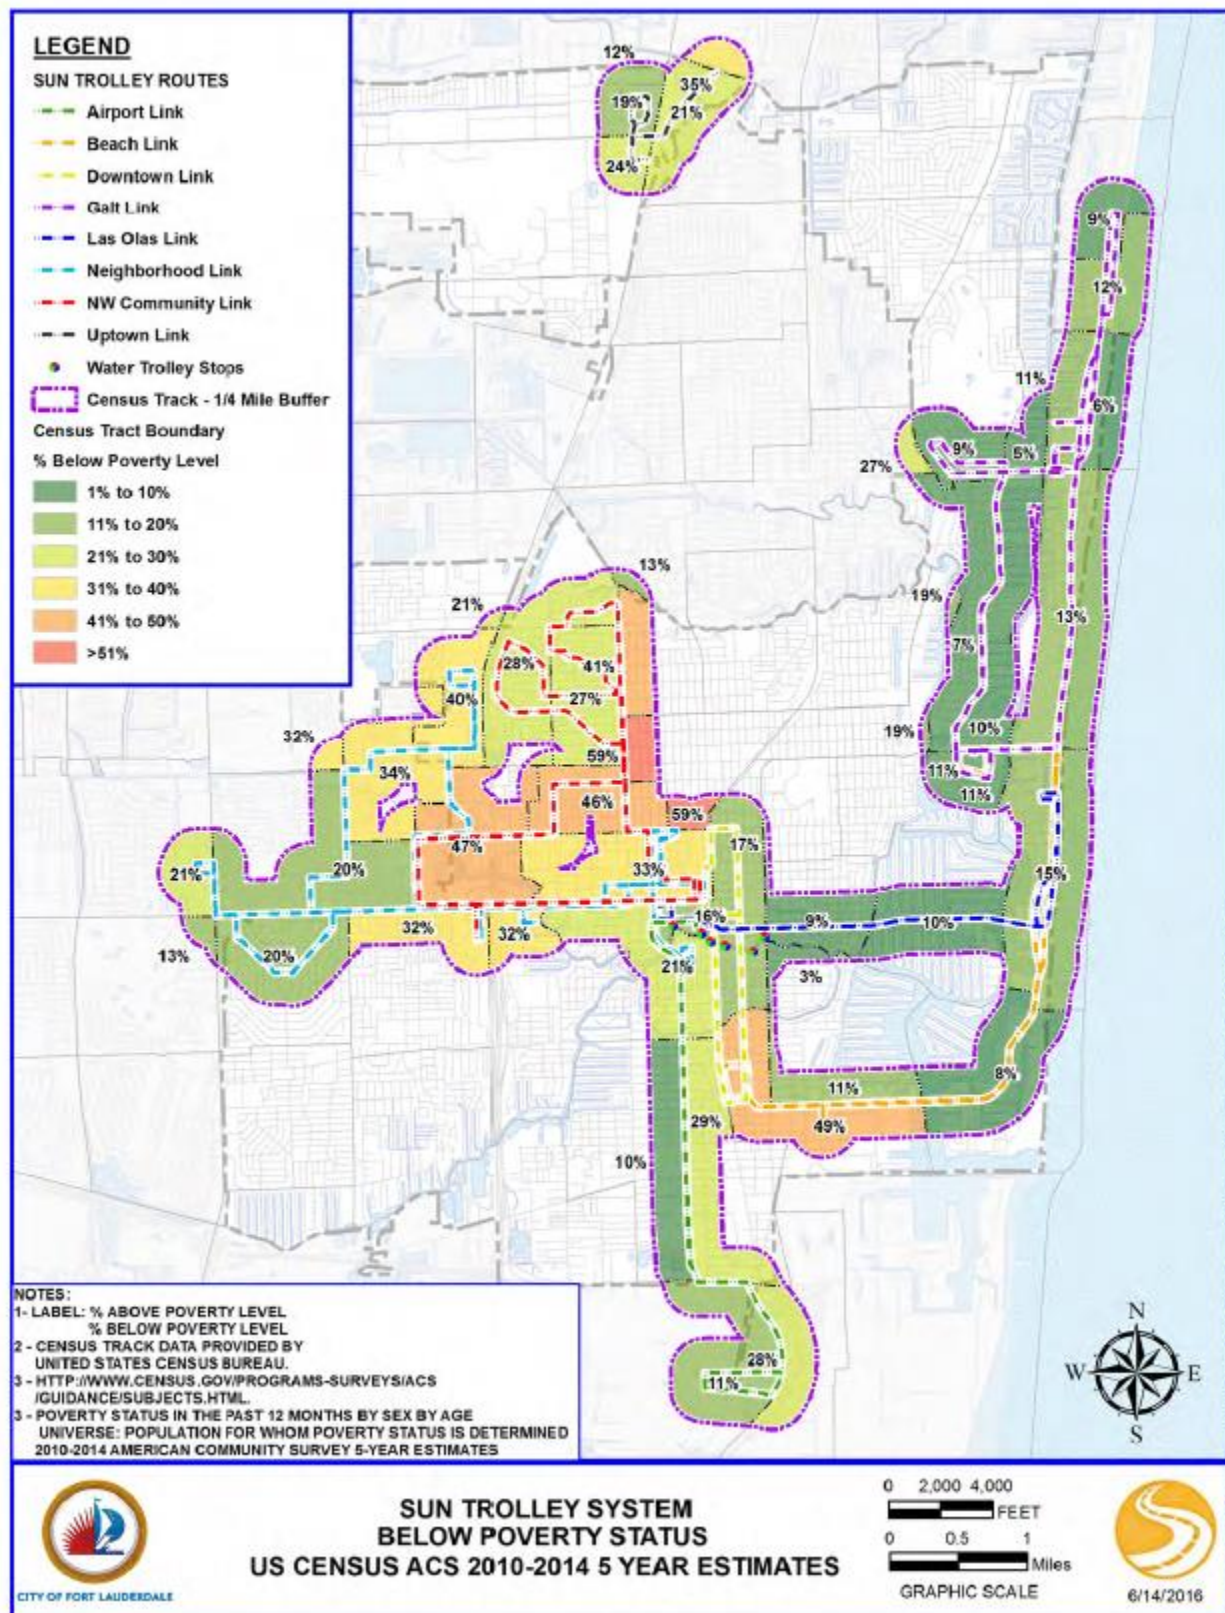 LEGEND
SUN TROLLEY ROUTES
Airport Link
Beach Link
Downtown Link
Galt Link
Las Olas Link
Neighborhood Link
NW Community Link
Uptown Link
Water Trolley Stops
Census Track - 1/4 Mile Buffer
Census Tract Boundary
% Below Poverty Level
1% to 10%
11% to 20%
21% to 30%
31% to 40%
41% to 50%
>51%
12%
35%
19%
21%
24%
9%
12%
11%
6%
9%
5%
27%
13%
19%
21%
13%
7%
28%
41%
40%
27%
10%
19%
32%
59%
34%
11%
11%
46%
59%
17%
47%
33%
20%
21%
15%
16%
9%
10%
32%
32%
13%
20%
21%
3%
8%
11%
29%
49%
10%
28%
11%
NOTES:
1- LABEL: % ABOVE POVERTY LEVEL
% BELOW POVERTY LEVEL
2 - CENSUS TRACK DATA PROVIDED BY
UNITED STATES CENSUS BUREAU.
3 - HTTP://WWW.CENSUS.GOV/PROGRAMS-SURVEYS/ACS
/GUIDANCE/SUBJECTS.HTML.
3 - POVERTY STATUS IN THE PAST 12 MONTHS BY SEX BY AGE
UNIVERSE: POPULATION FOR WHOM POVERTY STATUS IS DETERMINED
2010-2014 AMERICAN COMMUNITY SURVEY 5-YEAR ESTIMATES
N
W E
S
CITY OF FORT LAUDERDALE
SUN TROLLEY SYSTEM
BELOW POVERTY STATUS
US CENSUS ACS 2010-2014 5 YEAR ESTIMATES
0 2,000 4,000
FEET
0 0.5 1
Miles
GRAPHIC SCALE
6/14/2016